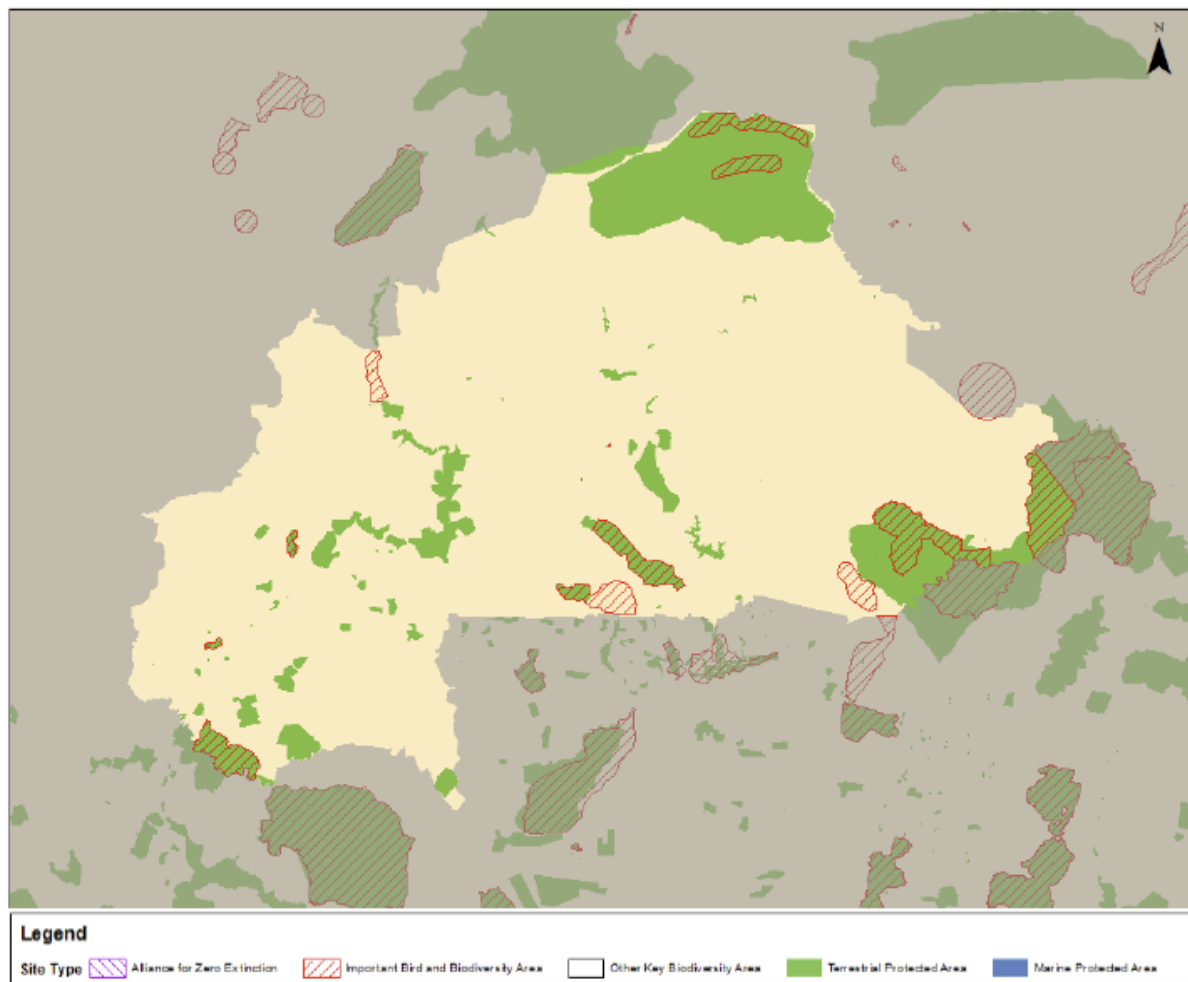 N
Legend
Site Type Alliance for Zero Extinction Important Bird and Biodiversity Area Other Key Biodiversity Area Terrestrial Protected Area Marine Protected Area